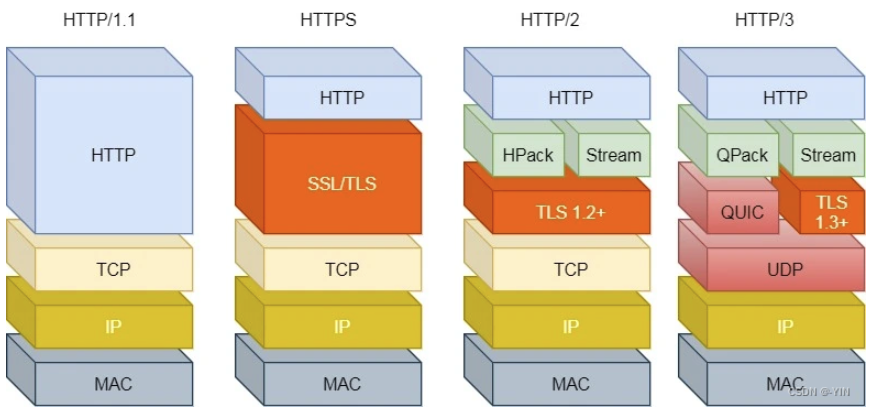 HTTP/1.1
HTTPS
HTTP/2
HTTP/3
HTTP
HTTP
HTTP
HTTP
SSL/TLS
HPack
Stream
QPack
Stream
TLS 1.2+
QUIC
TLS
1.3+
TCP
TCP
TCP
UDP
IP
IP
IP
IP
MAC
MAC
MAC
MAC
CSDN @-YIN